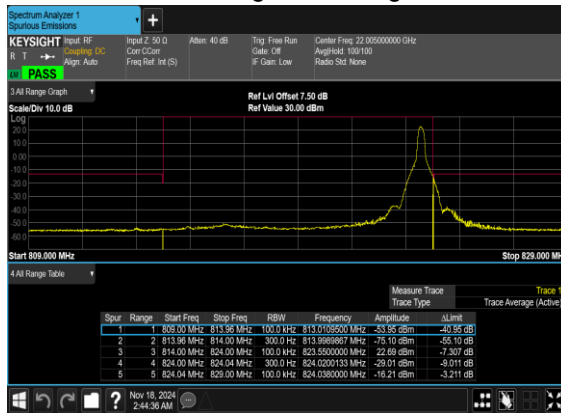 Spectrum Analyzer 1
Spurious Emissions
KEYSIGHT Input: RF Input Z: 50 Ω Atten: 40 dB Trig: Free Run Center Freq: 22.005000000 GHz
R T Coupling: DC Corr CCorr Gate: Off Avg|Hold: 100/100
Align: Auto Freq Ref: Int (S) IF Gain: Low Radio Std: None
PASS
3 All Range Graph
Ref Lvl Offset 7.50 dB
Scale/Div 10.0 dB Ref Value 30.00 dBm
Log
20.0
10.0
0.00
-10.0
-20.0
-30.0
-40.0
-50.0
-60.0
Start 809.000 MHz Stop 829.000 MH
4 All Range Table
Measure Trace Trace 1
Trace Type Trace Average (Active)
Spur Range Start Freq Stop Freq RBW Frequency Amplitude ΔLimit
1 1 809.00 MHz 813.96 MHz 100.0 kHz 813.0109500 MHz -53.95 dBm -40.95 dB
2 2 813.96 MHz 814.00 MHz 300.0 Hz 813.9989867 MHz -75.10 dBm -55.10 dB
3 3 814.00 MHz 824.00 MHz 100.0 kHz 823.5500000 MHz 22.69 dBm -7.307 dB
4 4 824.00 MHz 824.04 MHz 300.0 Hz 824.0200133 MHz -29.01 dBm -9.011 dB
5 5 824.04 MHz 829.00 MHz 100.0 kHz 824.0380000 MHz -16.21 dBm -3.211 dB
Nov 18, 2024
2:44:36 AM